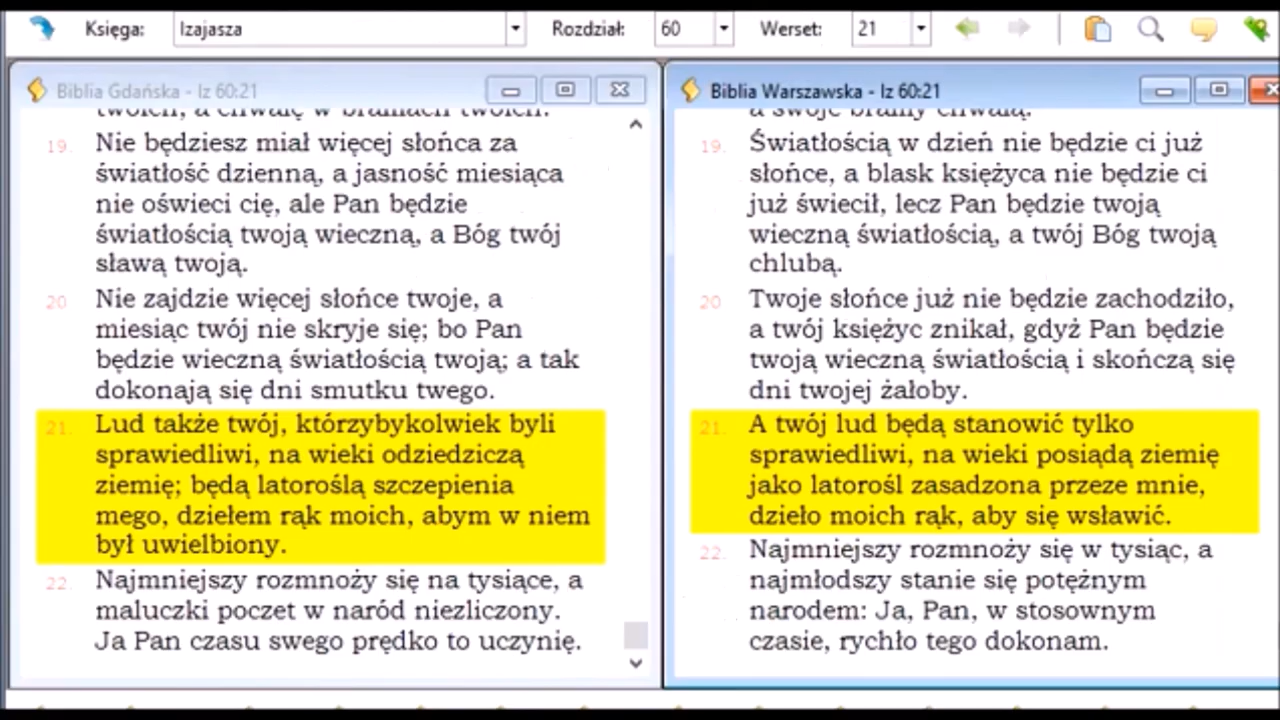 Księga: Izajasza Rozdział: 60 Werset: 21
Biblia Gdańska - Iz 60:21
twoich, a chwałę w bramach twoich.
19. Nie będziesz miał więcej słońca za
światłość dzienną, a jasność miesiąca
nie oświeci cię, ale Pan będzie
światłością twoją wieczną, a Bóg twój
sławą twoją.
20 Nie zajdzie więcej słońce twoje, a
miesiąc twój nie skryje się; bo Pan
będzie wieczną światłością twoją; a tak
dokonają się dni smutku twego.
21. Lud także twój, którzybykolwiek byli
sprawiedliwi, na wieki odziedziczą
ziemię; będą latoroślą szczepienia
mego, dziełem rąk moich, abym w niem
był uwielbiony.
22. Najmniejszy rozmnoży się na tysiące, a
maluczki poczet w naród niezliczony.
Ja Pan czasu swego prędko to uczynię.
Biblia Warszawska - Iz 60:21
a swoje bramy chwałą.
19. Światłością w dzień nie będzie ci już
słońce, a blask księżyca nie będzie ci
już świecił, lecz Pan będzie twoją
wieczną światłością, a twój Bóg twoją
chlubą.
20 Twoje słońce już nie będzie zachodziło,
a twój księżyc znikał, gdyż Pan będzie
twoją wieczną światłością i skończą się
dni twojej żałoby.
21. A twój lud będą stanowić tylko
sprawiedliwi, na wieki posiądą ziemię
jako latorośl zasadzona przeze mnie,
dzieło moich rąk, aby się wsławić.
22. Najmniejszy rozmnoży się w tysiąc, a
najmłodszy stanie się potężnym
narodem: Ja, Pan, w stosownym
czasie, rychło tego dokonam.